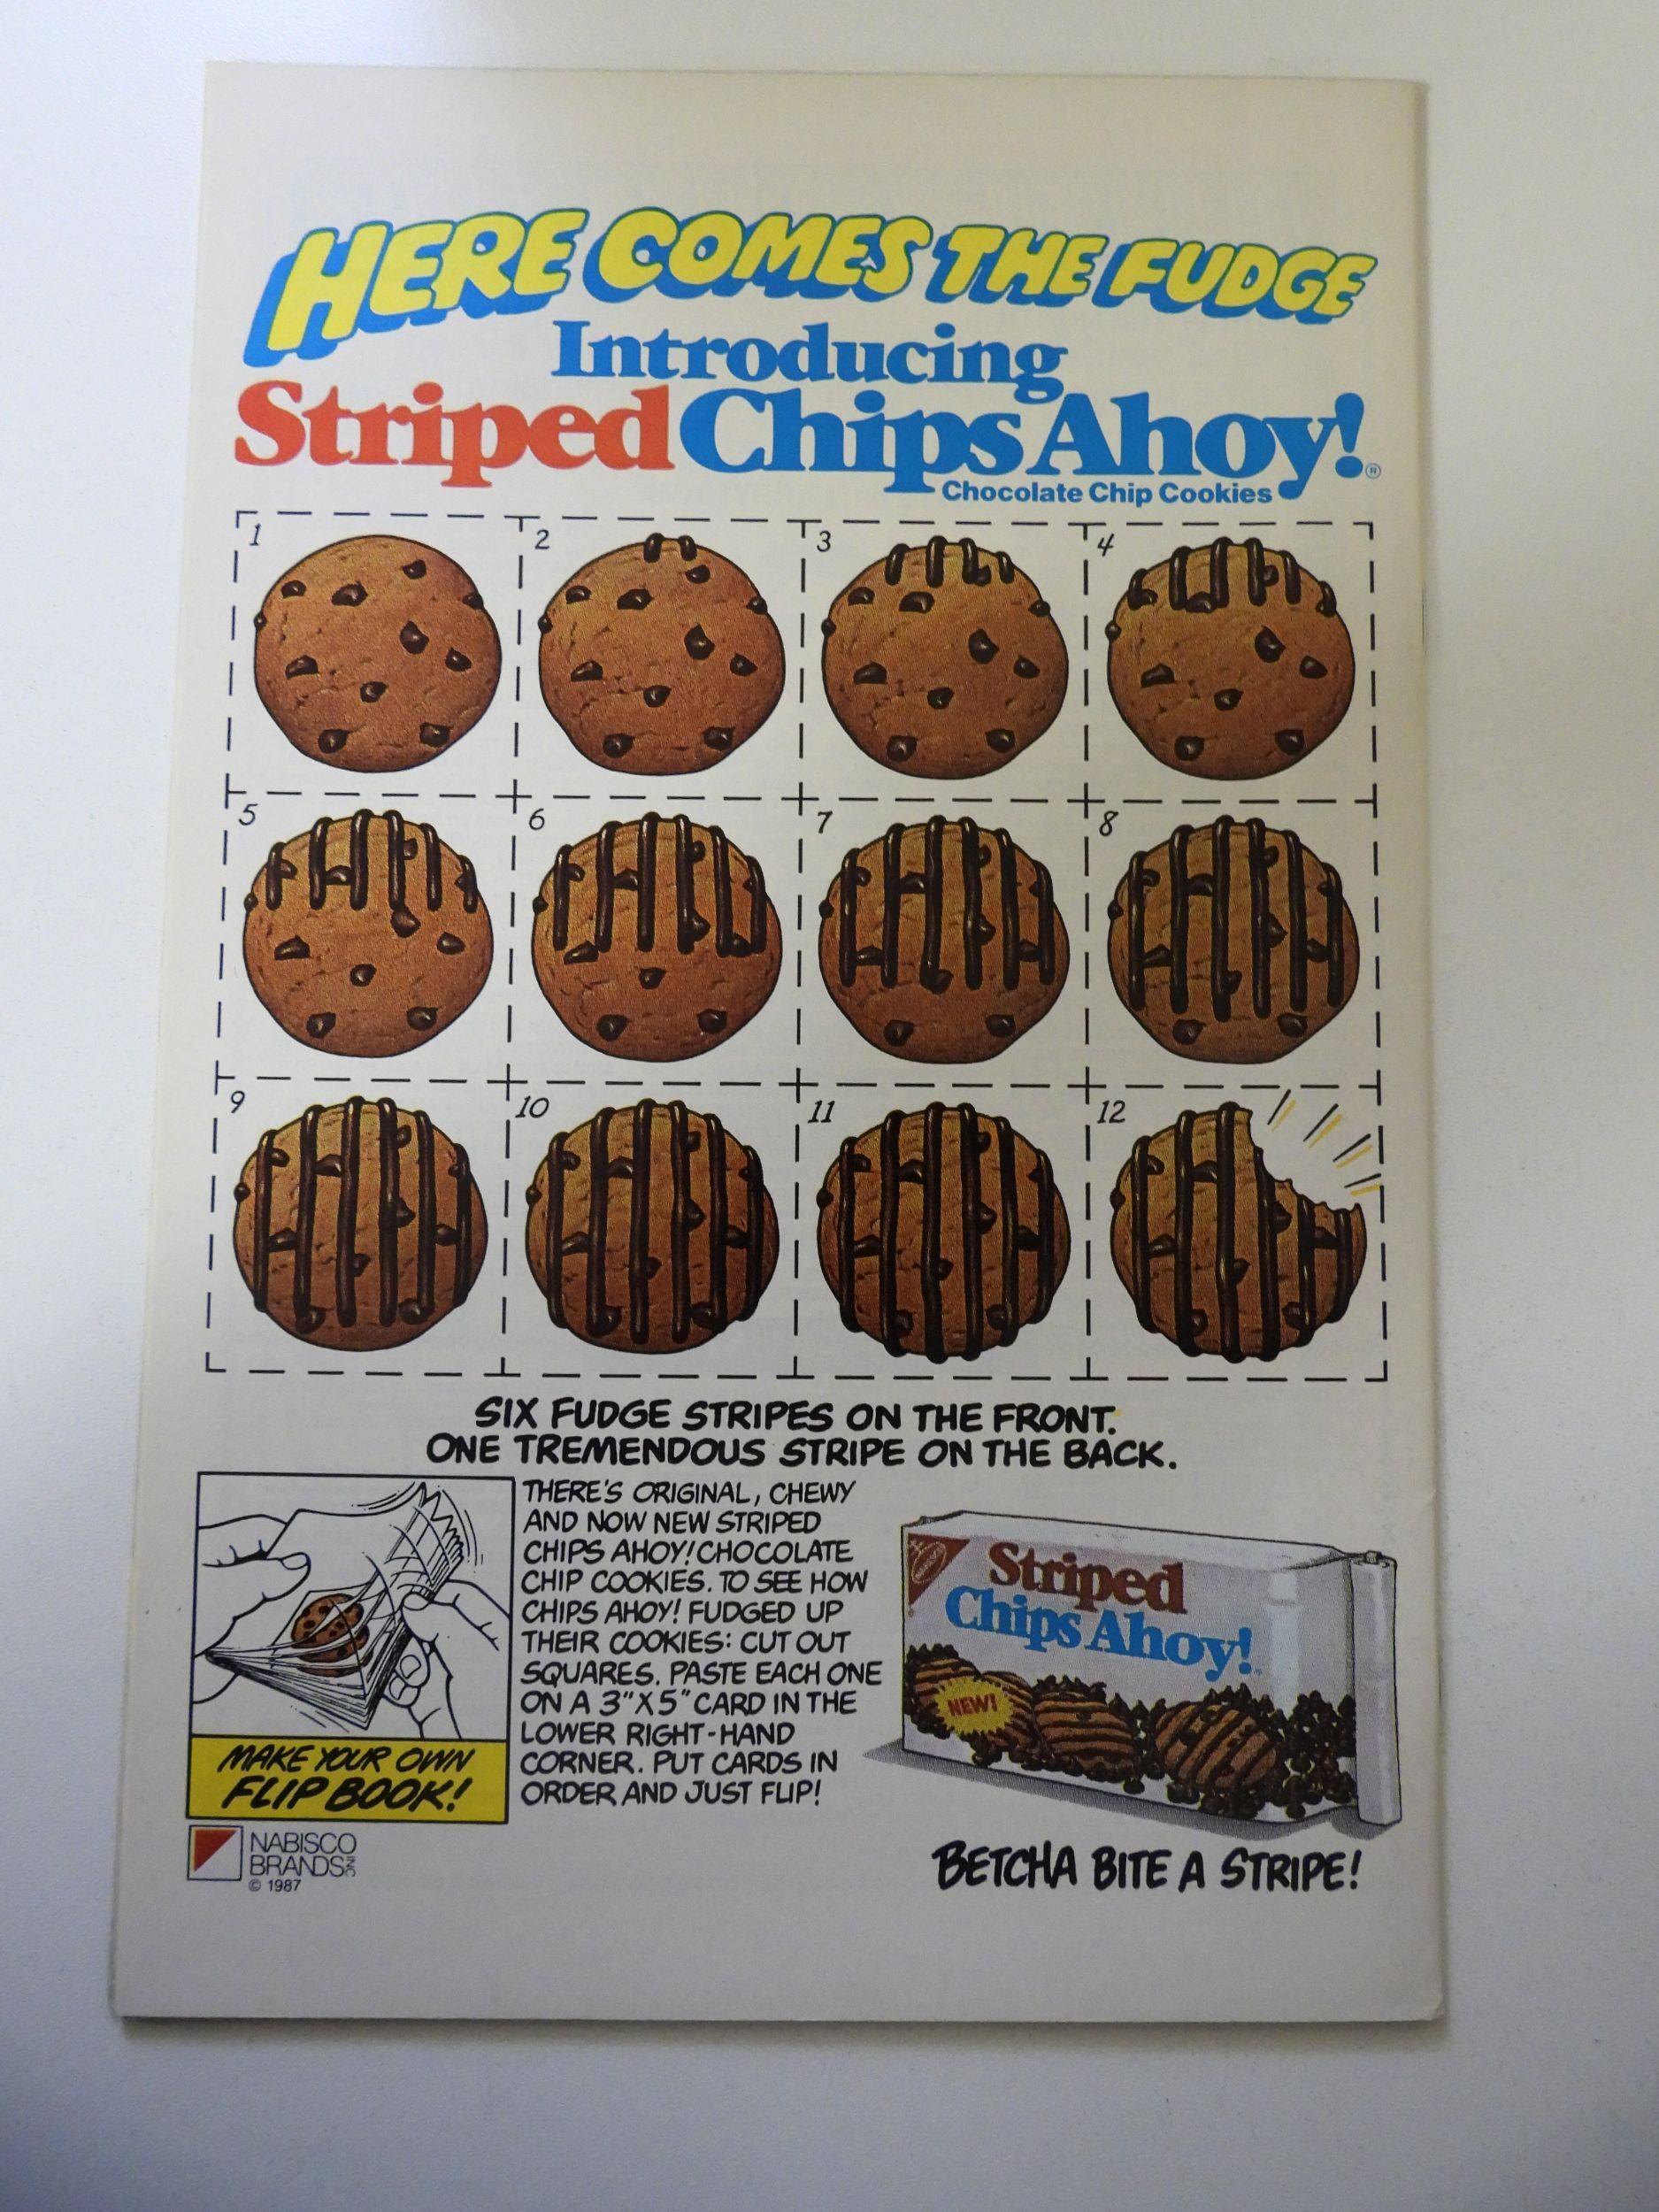 HERE COMES THE FUDGE
Introducing
Striped Chips Ahoy!®
Chocolate Chip Cookies
1
2
3
4
5
6
7
8
9
10
11
12
SIX FUDGE STRIPES ON THE FRONT.
ONE TREMENDOUS STRIPE ON THE BACK.
THERE'S ORIGINAL, CHEWY
AND NOW NEW STRIPED
CHIPS AHOY! CHOCOLATE
CHIP COOKIES. TO SEE HOW
CHIPS AHOY! FUDGED UP
THEIR COOKIES: CUT OUT
SQUARES. PASTE EACH ONE
ON A 3"X5" CARD IN THE
LOWER RIGHT-HAND
CORNER. PUT CARDS IN
ORDER AND JUST FLIP!
MAKE YOUR OWN
FLIP BOOK!
NABISCO
BRANDS INC
© 1987
NABISCO
Striped
Chips Ahoy!
NEW!
BETCHA BITE A STRIPE!